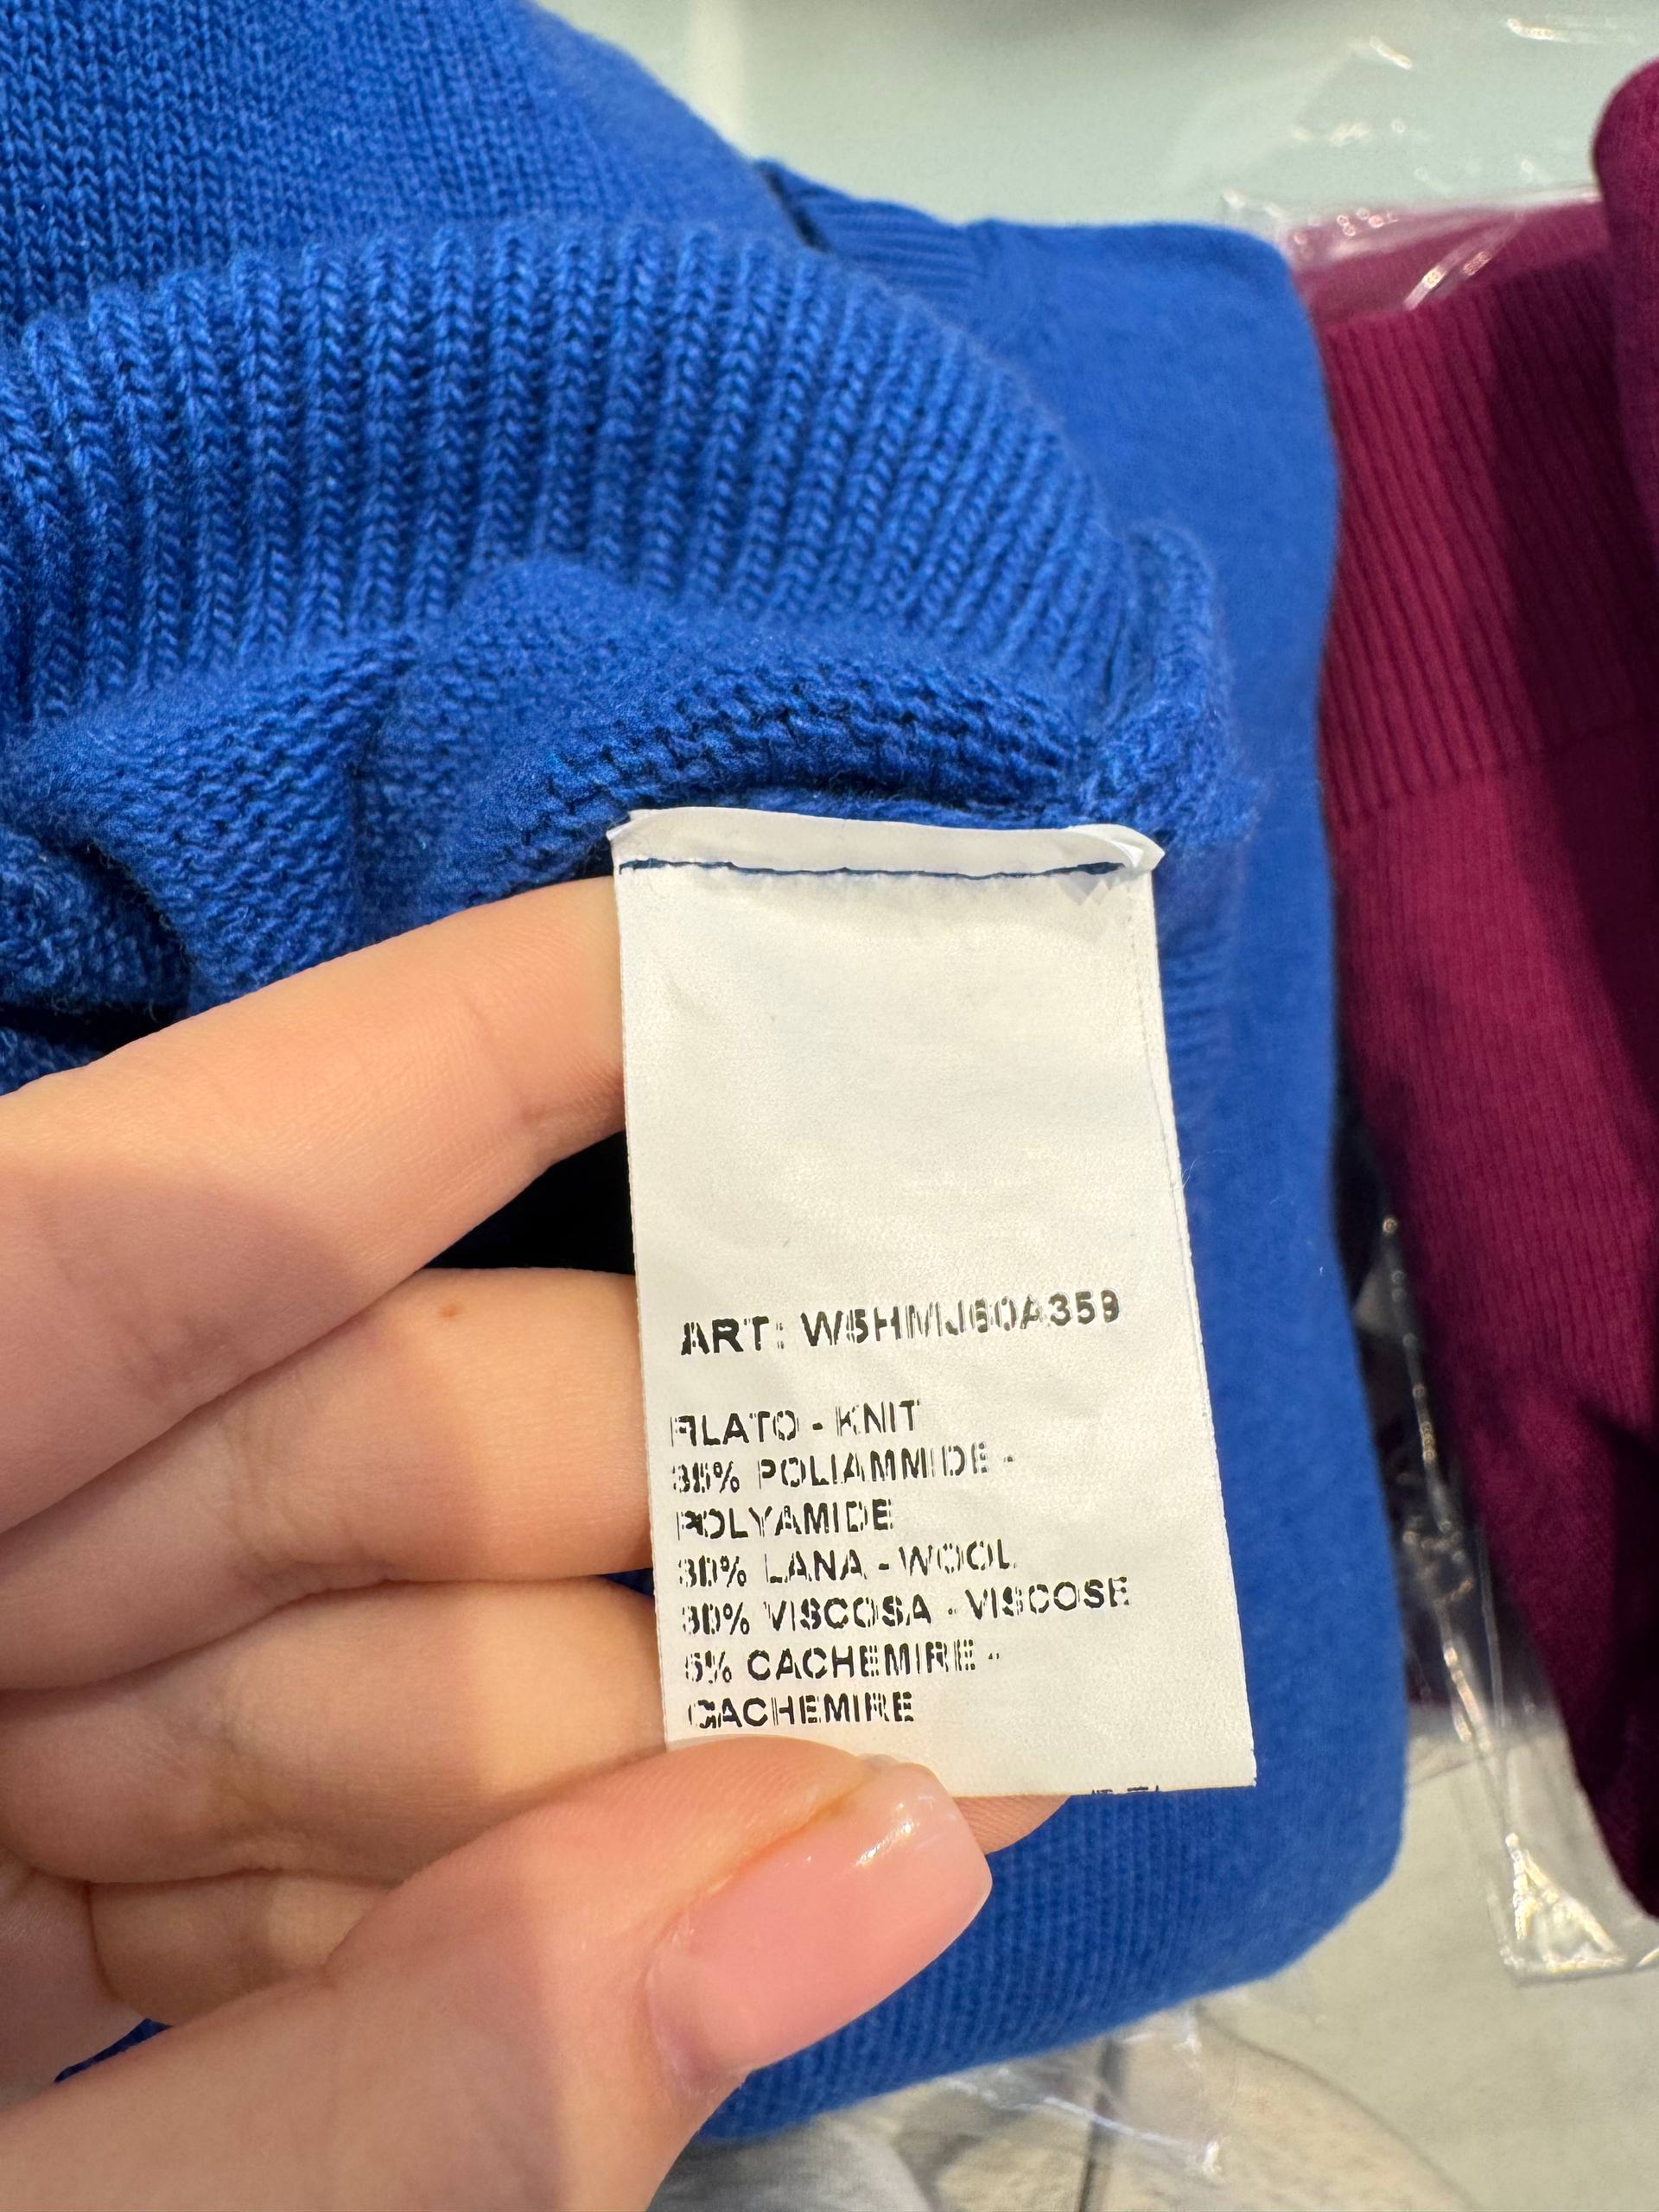 ART: W5HMJ60A359
FILATO - KNIT
35% POLIAMMIDE -
POLYAMIDE
30% LANA - WOOL
30% VISCOSA - VISCOSE
5% CACHEMIRE -
CACHEMIRE